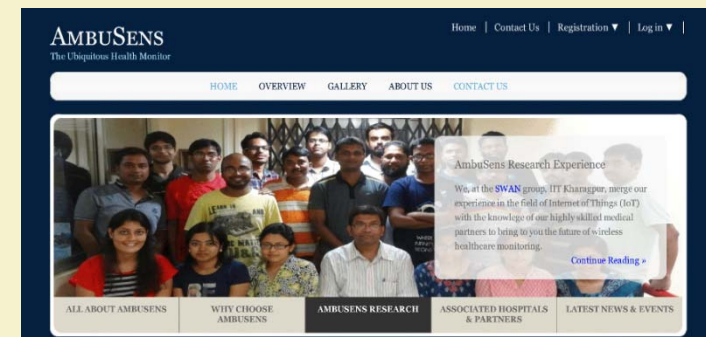 AMBUSENS
The Ubiquitous Health Monitor
Home | Contact Us | Registration ▼ | Log in ▼ |
HOME OVERVIEW GALLERY ABOUT US CONTACT US
AmbuSens Research Experience
We, at the SWAN group, IIT Kharagpur, merge our
experience in the field of Internet of Things (IoT)
with the knowlege of our highly skilled medical
partners to bring to you the future of wireless
healthcare monitoring.
Continue Reading »
ALL ABOUT AMBUSENS
WHY CHOOSE
AMBUSENS
AMBUSENS RESEARCH
ASSOCIATED HOSPITALS
& PARTNERS
LATEST NEWS & EVENTS